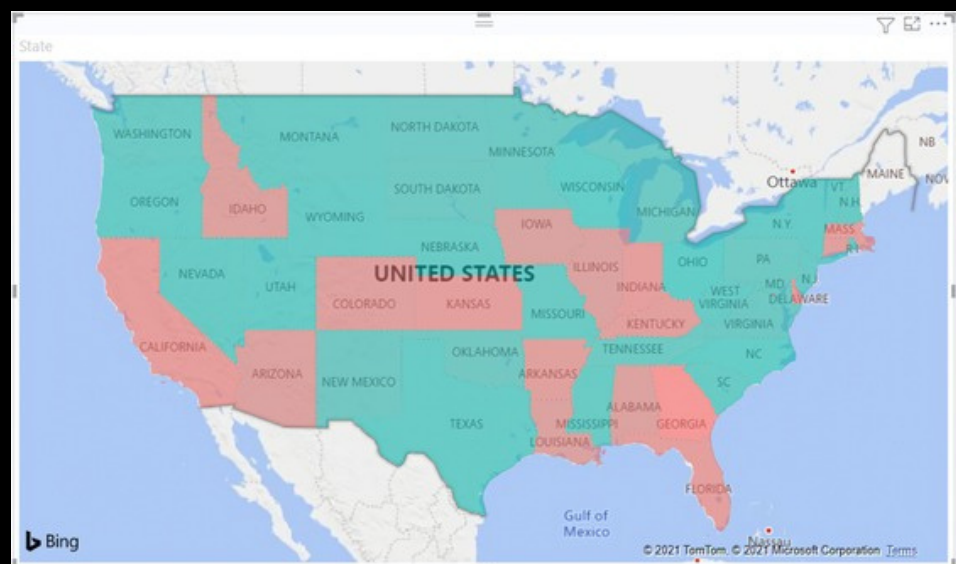 State
NB
WASHINGTON
MONTANA
NORTH DAKOTA
MINNESOTA
Ottawa
MAINE
NOV
VT.
N.H.
OREGON
IDAHO
SOUTH DAKOTA
WISCONSIN
MICHIGAN
WYOMING
IOWA
N.Y.
MASS
R.I
NEBRASKA
NEVADA
UTAH
UNITED STATES
ILLINOIS
INDIANA
OHIO
PA
N.J.
MD.
DELAWARE
COLORADO
KANSAS
MISSOURI
KENTUCKY
WEST
VIRGINIA
VIRGINIA
CALIFORNIA
ARIZONA
NEW MEXICO
OKLAHOMA
ARKANSAS
TENNESSEE
NC
SC
TEXAS
MISSISSIPPI
ALABAMA
GEORGIA
LOUISIANA
FLORIDA
Gulf of
Mexico
Nassau
Bing
© 2021 TomTom, © 2021 Microsoft Corporation Terms